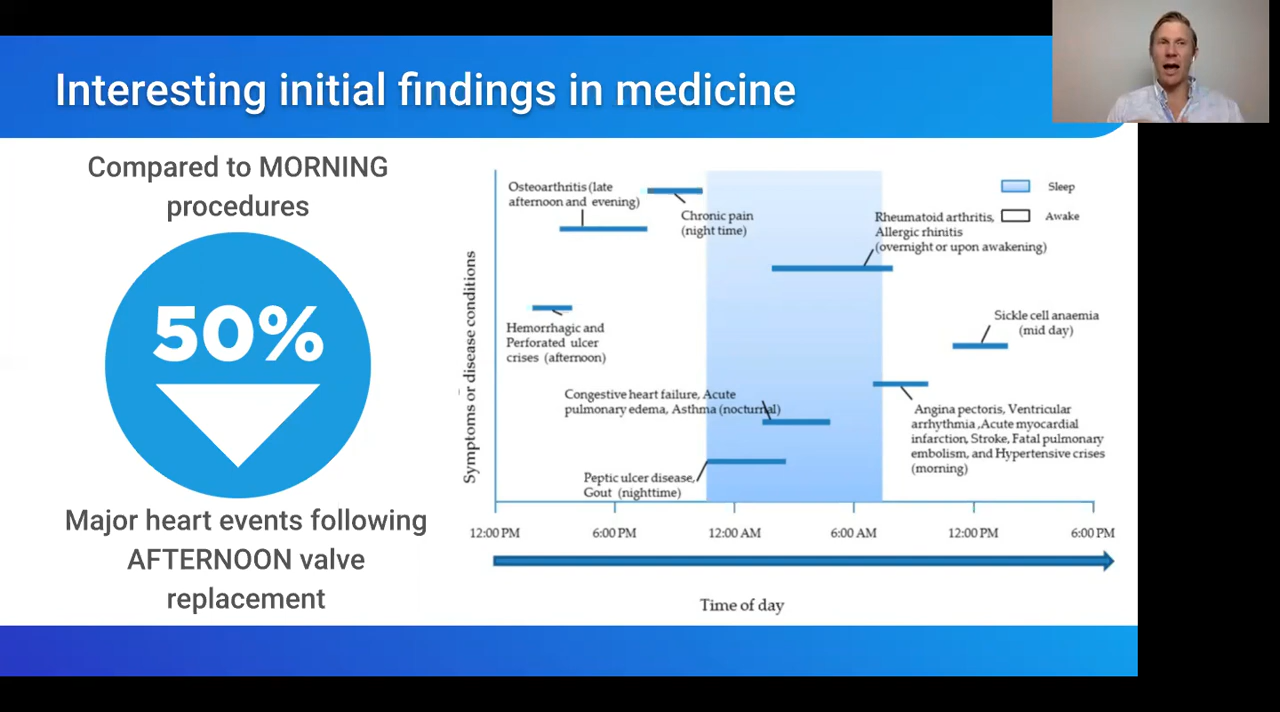 Interesting initial findings in medicine
Compared to MORNING
procedures
50%
Major heart events following
AFTERNOON valve
replacement
Symptoms or disease conditions
Osteoarthritis (late
afternoon and evening)
Chronic pain
(night time)
Sleep
Awake
Rheumatoid arthritis,
Allergic rhinitis
(overnight or upon awakening)
Hemorrhagic and
Perforated ulcer
crises (afternoon)
Sickle cell anaemia
(mid day)
Congestive heart failure, Acute
pulmonary edema, Asthma (nocturnal)
Angina pectoris, Ventricular
arrhythmia ,Acute myocardial
infarction, Stroke, Fatal pulmonary
embolism, and Hypertensive crises
(morning)
Peptic ulcer disease,
Gout (nighttime)
12:00 PM
6:00 PM
12:00 AM
6:00 AM
12:00 PM
6:00 PM
Time of day